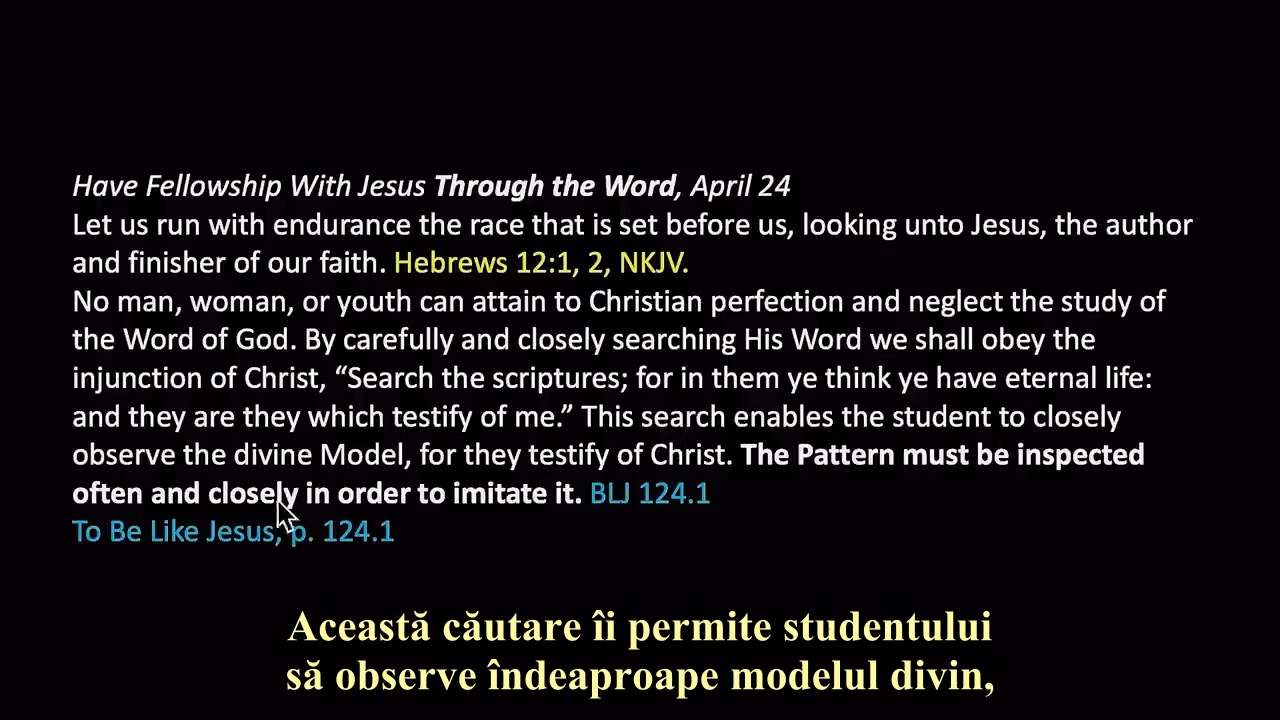 Have Fellowship With Jesus Through the Word, April 24
Let us run with endurance the race that is set before us, looking unto Jesus, the author
and finisher of our faith. Hebrews 12:1, 2, NKJV.
No man, woman, or youth can attain to Christian perfection and neglect the study of
the Word of God. By carefully and closely searching His Word we shall obey the
injunction of Christ, “Search the scriptures; for in them ye think ye have eternal life:
and they are they which testify of me.” This search enables the student to closely
observe the divine Model, for they testify of Christ. The Pattern must be inspected
often and closely in order to imitate it. BLJ 124.1
To Be Like Jesus, p. 124.1
Această căutare îi permite studentului
să observe îndeaproape modelul divin,